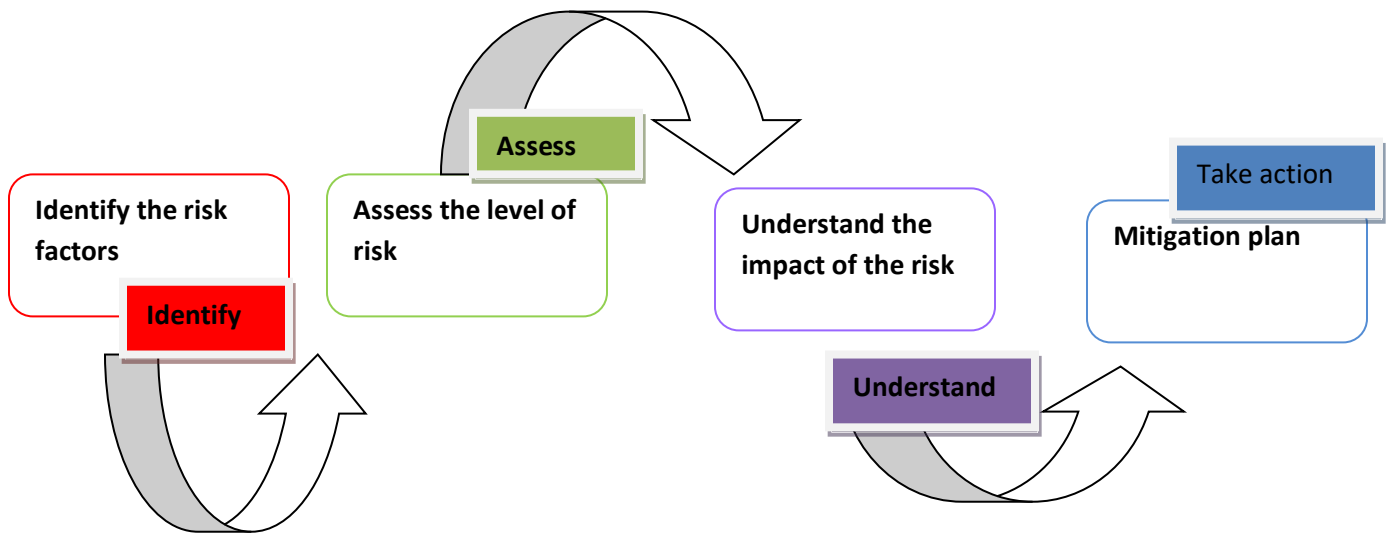 Identify the risk
factors
Identify
Assess
Assess the level of
risk
Understand the
impact of the risk
Understand
Take action
Mitigation plan